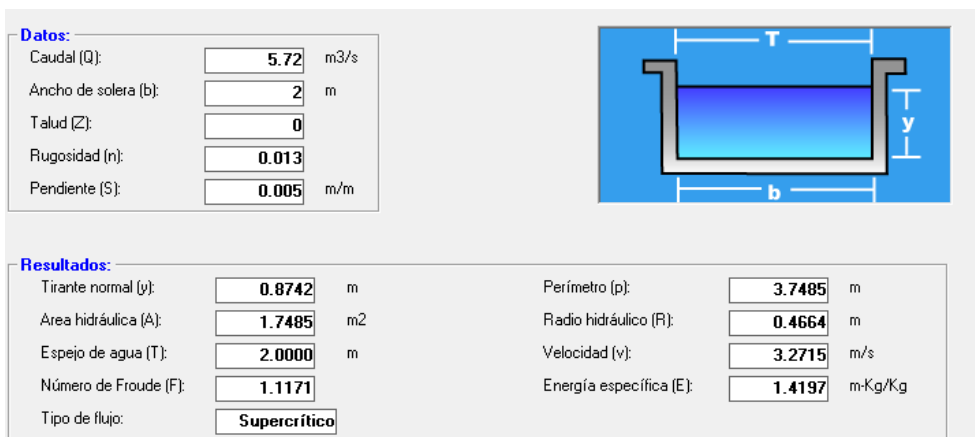 Datos:
Caudal (Q): 5.72 m3/s
Ancho de solera (b): 2 m
Talud (Z): 0
Rugosidad (n): 0.013
Pendiente (S): 0.005 m/m
T
y
b
Resultados:
Tirante normal (y): 0.8742 m Perímetro (p): 3.7485 m
Area hidráulica (A): 1.7485 m2 Radio hidráulico (R): 0.4664 m
Espejo de agua (T): 2.0000 m Velocidad (v): 3.2715 m/s
Número de Froude (F): 1.1171 Energía específica (E): 1.4197 m-Kg/Kg
Tipo de flujo: Supercrítico